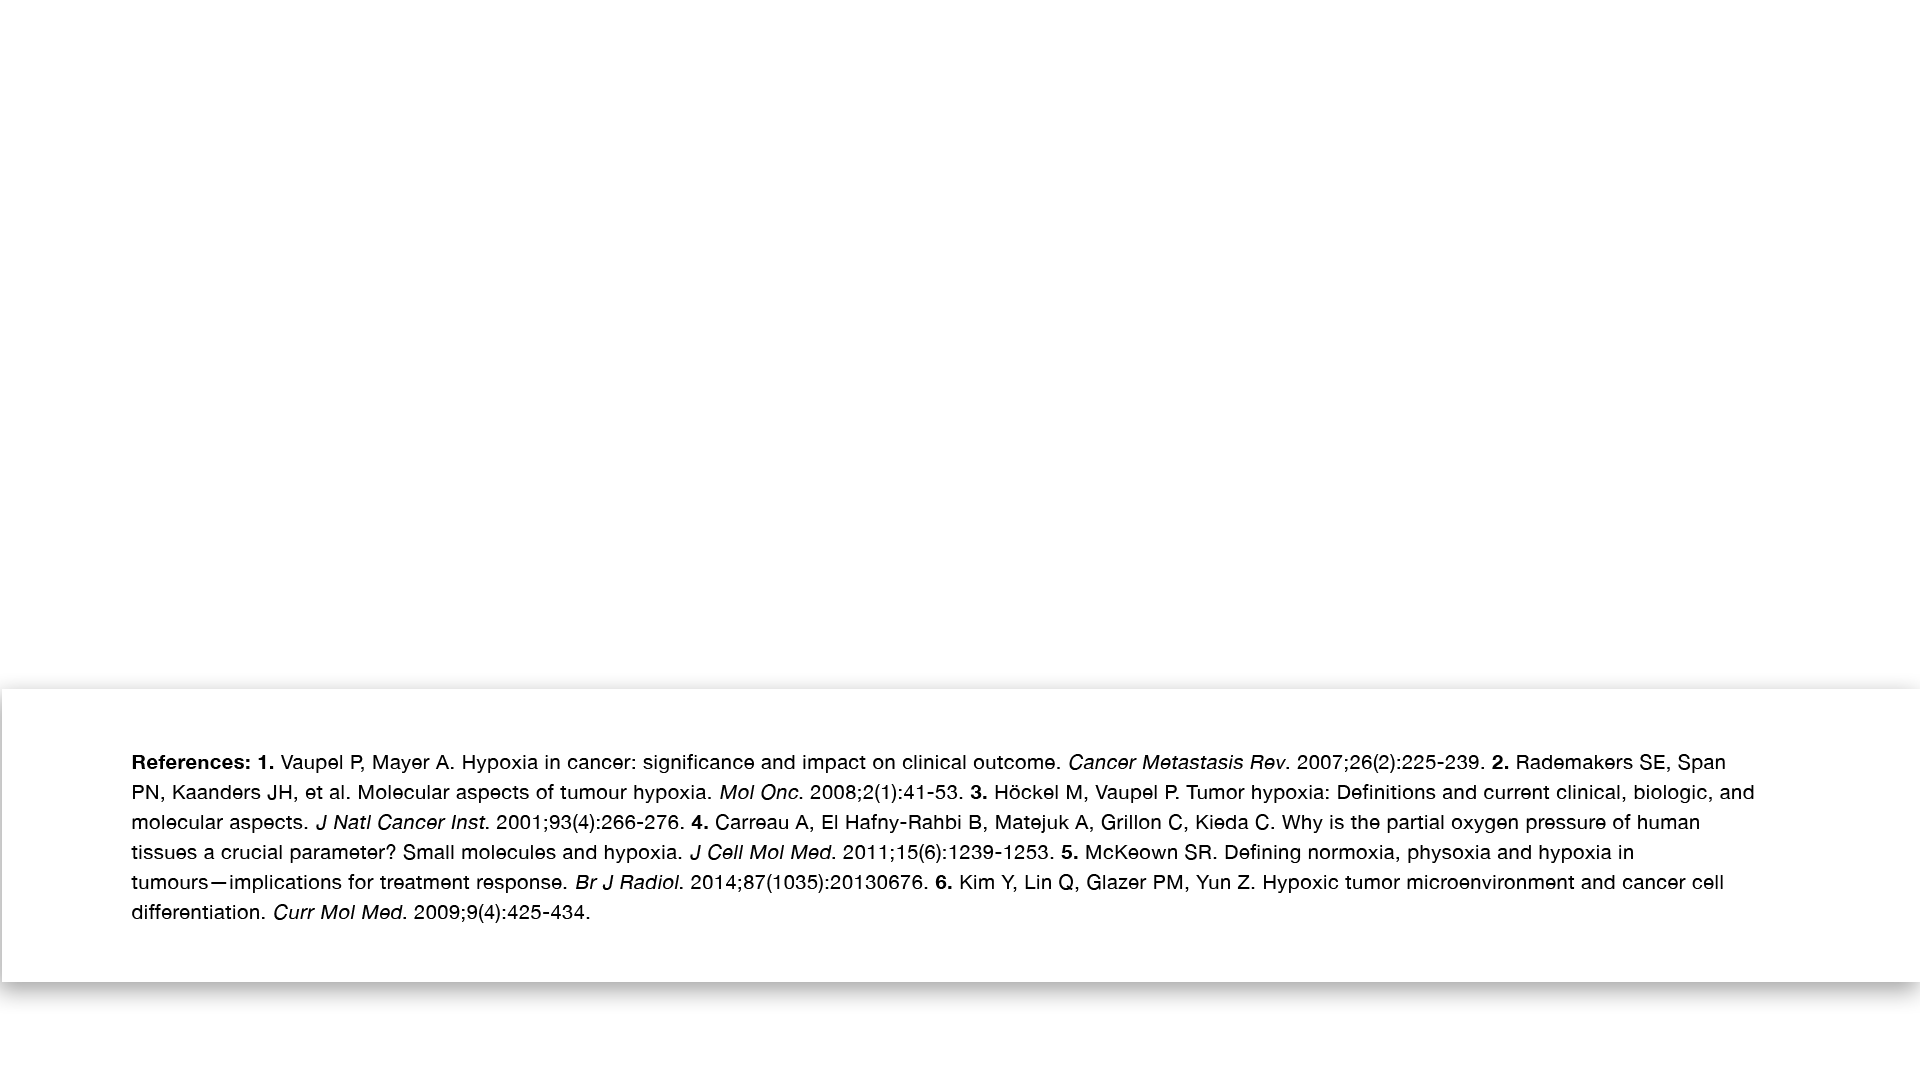 References: 1. Vaupel P, Mayer A. Hypoxia in cancer: significance and impact on clinical outcome. Cancer Metastasis Rev. 2007;26(2):225-239. 2. Rademakers SE, Span
PN, Kaanders JH, et al. Molecular aspects of tumour hypoxia. Mol Onc. 2008;2(1):41-53. 3. Höckel M, Vaupel P. Tumor hypoxia: Definitions and current clinical, biologic, and
molecular aspects. J Natl Cancer Inst. 2001;93(4):266-276. 4. Carreau A, El Hafny-Rahbi B, Matejuk A, Grillon C, Kieda C. Why is the partial oxygen pressure of human
tissues a crucial parameter? Small molecules and hypoxia. J Cell Mol Med. 2011;15(6):1239-1253. 5. McKeown SR. Defining normoxia, physoxia and hypoxia in
tumours—implications for treatment response. Br J Radiol. 2014;87(1035):20130676. 6. Kim Y, Lin Q, Glazer PM, Yun Z. Hypoxic tumor microenvironment and cancer cell
differentiation. Curr Mol Med. 2009;9(4):425-434.